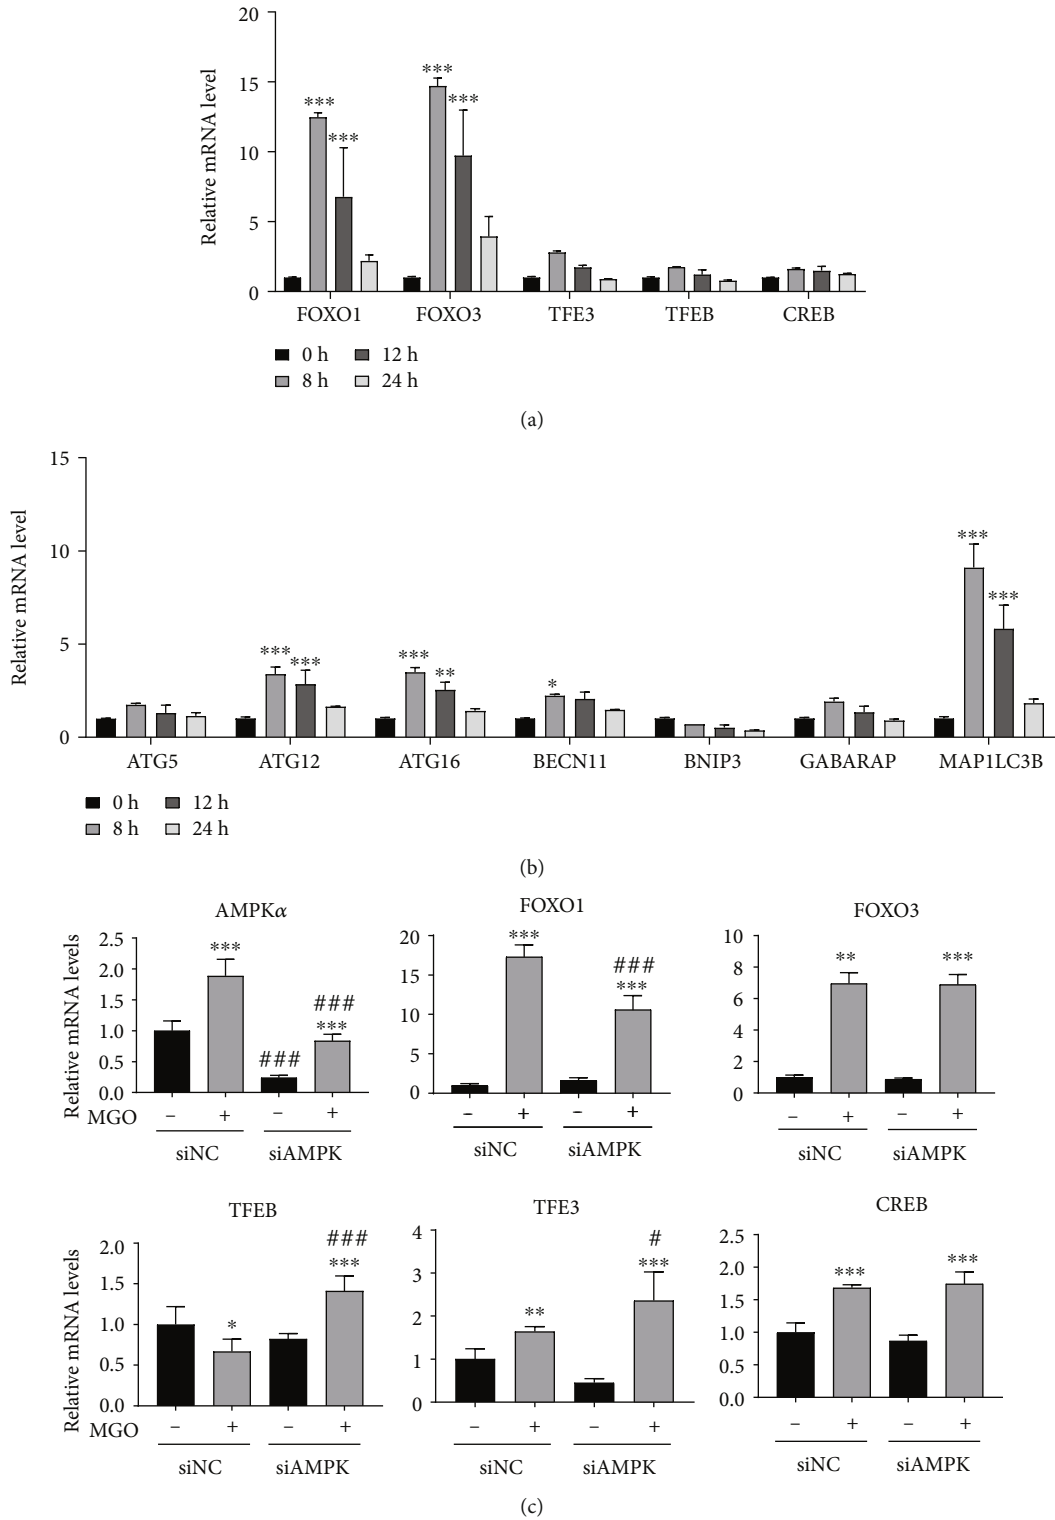 20
15
10
5
0
Relative mRNA level
*** *** *** ***
FOXO1 FOXO3 TFE3 TFEB CREB
0 h 12 h
8 h 24 h
(a)
15
10
5
0
Relative mRNA level
*** *** *** ** * *** ***
ATG5 ATG12 ATG16 BECN11 BNIP3 GABARAP MAP1LC3B
0 h 12 h
8 h 24 h
(b)
AMPKα
Relative mRNA levels
2.5
2.0
1.5
1.0
0.5
0.0
*** ### ### ***
MGO − + − +
siNC siAMPK
FOXO1
20
15
10
5
0
*** ### ***
− + − +
siNC siAMPK
FOXO3
10
8
6
4
2
0
** ***
− + − +
siNC siAMPK
TFEB
Relative mRNA levels
2.0
1.5
1.0
0.5
0.0
* ### ***
MGO − + − +
siNC siAMPK
TFE3
4
3
2
1
0
** # ***
− + − +
siNC siAMPK
CREB
2.5
2.0
1.5
1.0
0.5
0.0
*** ***
− + − +
siNC siAMPK
(c)